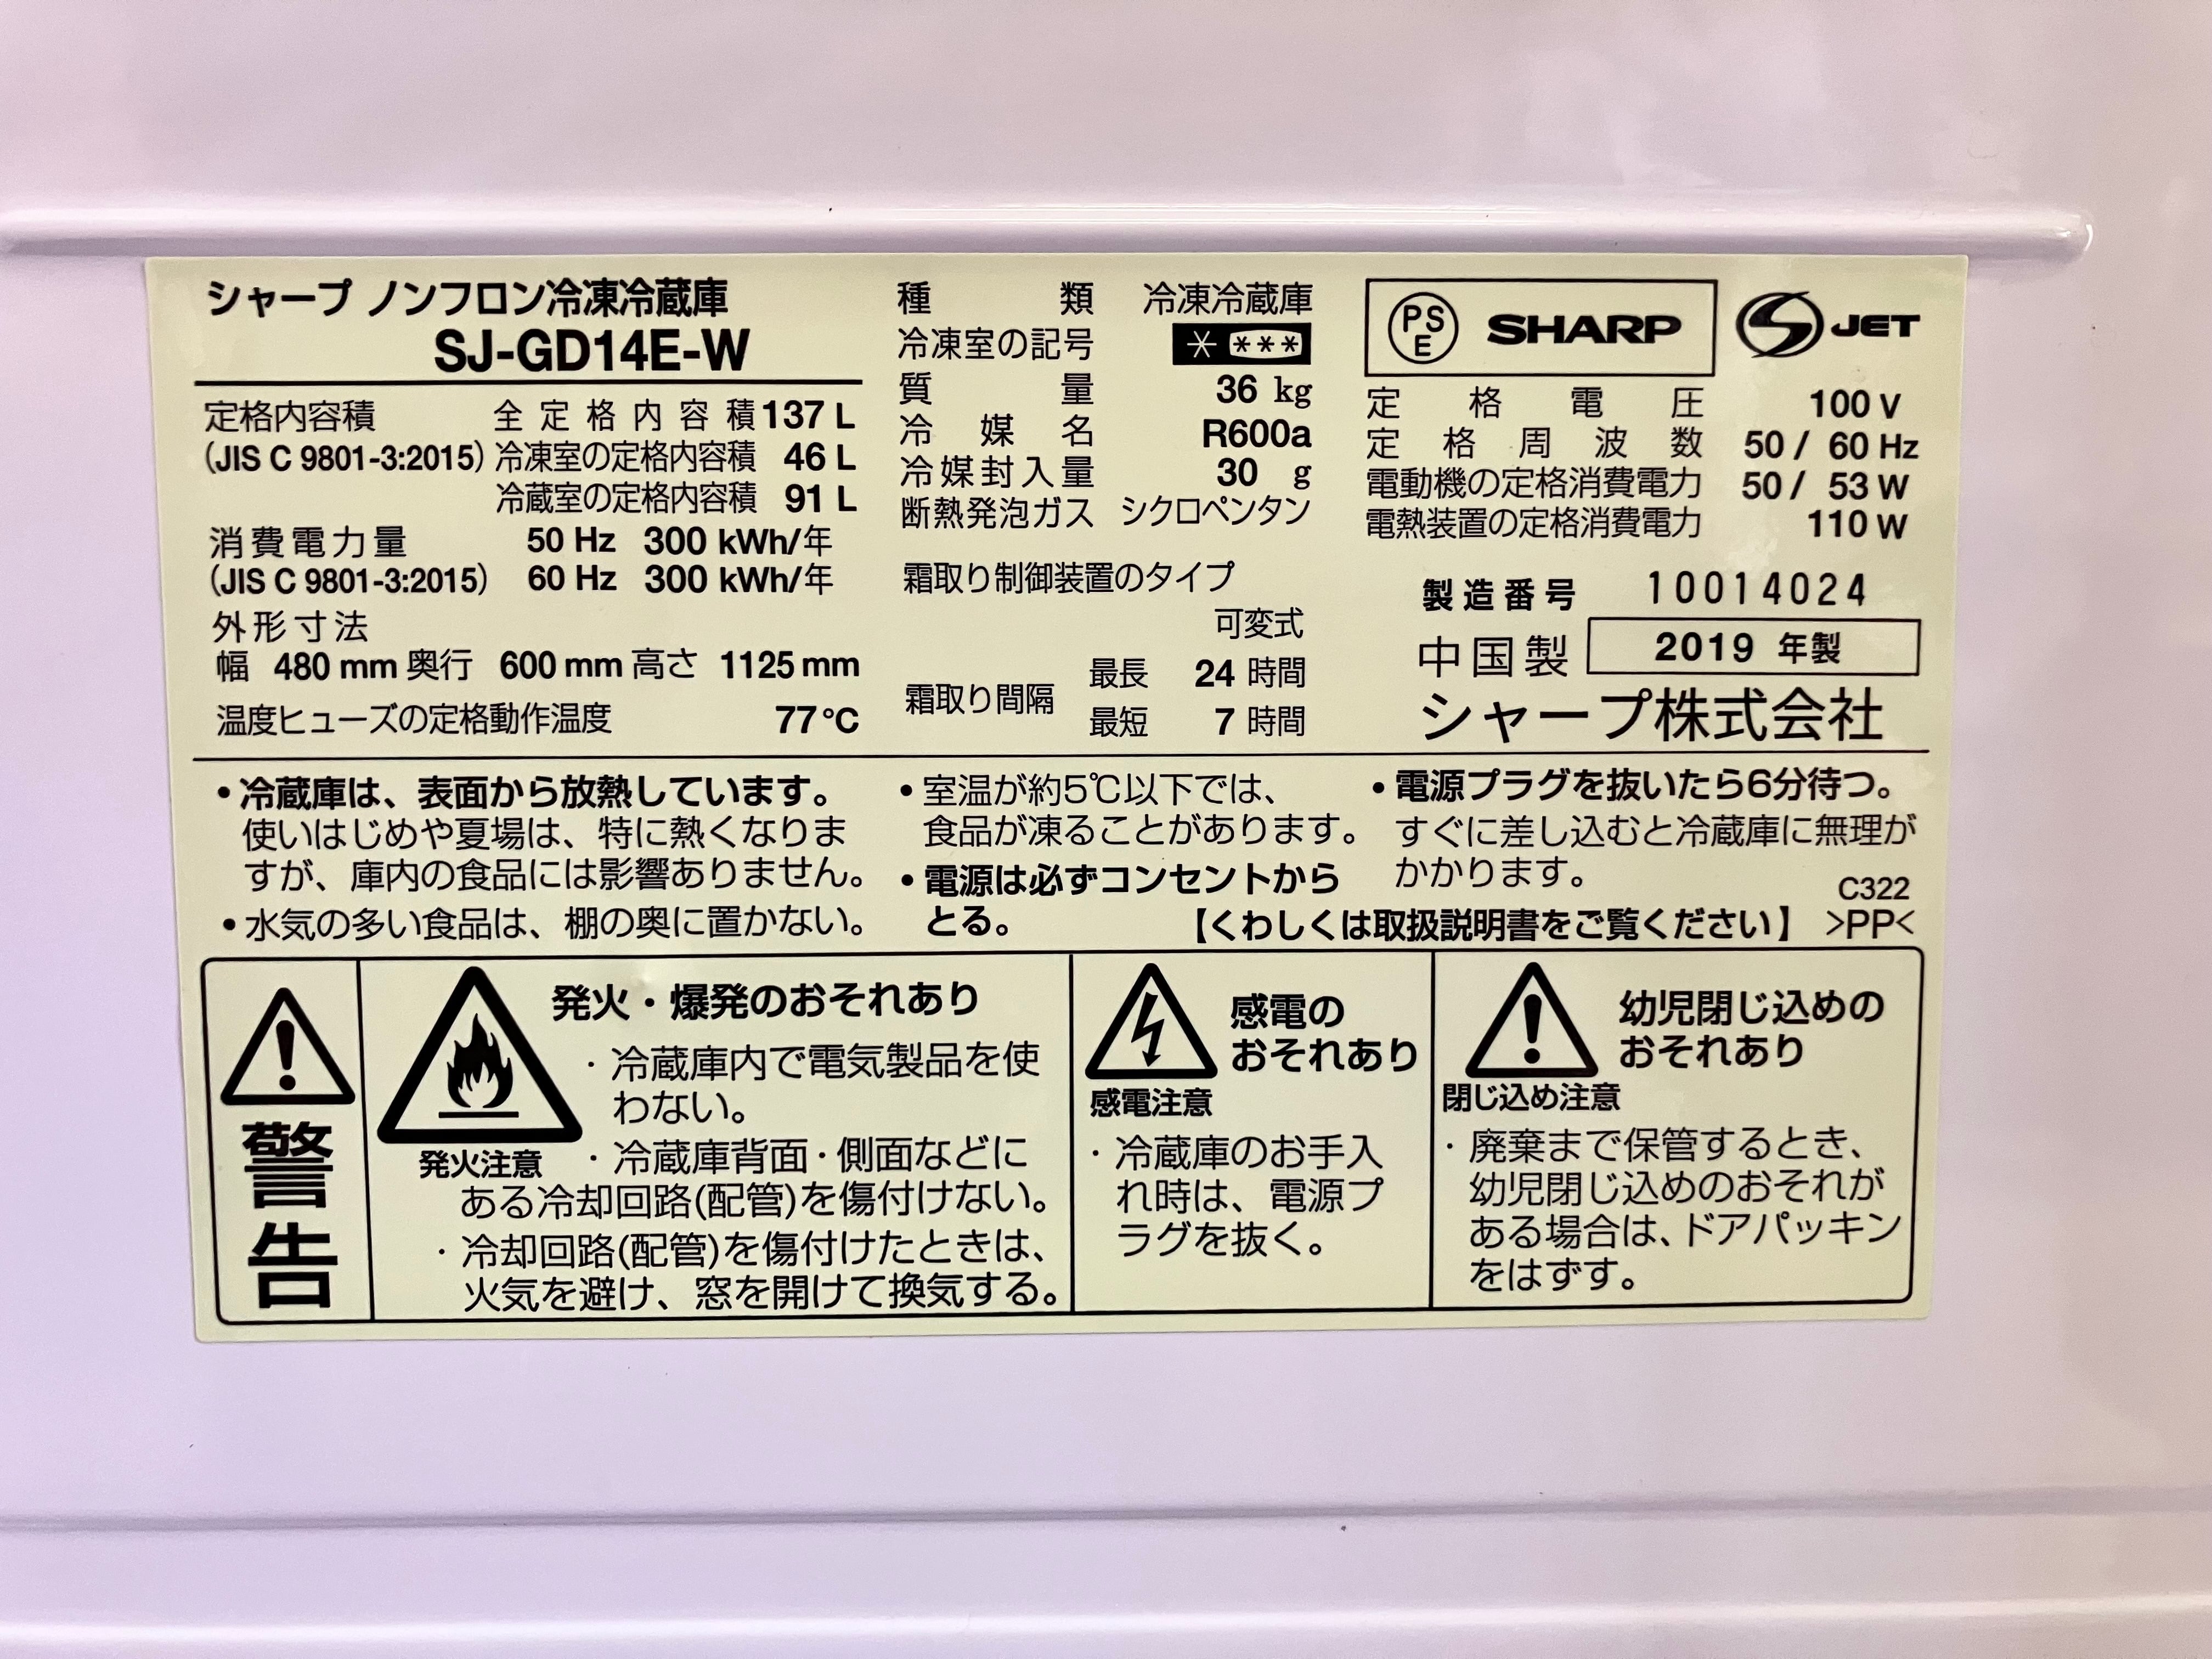 シャープ ノンフロン冷凍冷蔵庫
SJ-GD14E-W
定格内容積 全定格内容積 137 L
(JIS C 9801-3:2015) 冷凍室の定格内容積 46 L
冷蔵室の定格内容積 91 L
消費電力量 50 Hz 300 kWh/年
(JIS C 9801-3:2015) 60 Hz 300 kWh/年
外形寸法
幅 480 mm 奥行 600 mm 高さ 1125 mm
温度ヒューズの定格動作温度 77℃
種類 冷凍冷蔵庫
冷凍室の記号 * ***
質量 36 kg
冷媒名 R600a
冷媒封入量 30 g
断熱発泡ガス シクロペンタン
霜取り制御装置のタイプ
可変式
霜取り間隔 最長 24 時間
最短 7 時間
PSE SHARP JET
定格電圧 100 V
定格周波数 50 / 60 Hz
電動機の定格消費電力 50 / 53 W
電熱装置の定格消費電力 110 W
製造番号 10014024
中国製 2019 年製
シャープ株式会社
・冷蔵庫は、表面から放熱しています。
使いはじめや夏場は、特に熱くなりま
すが、庫内の食品には影響ありません。
・水気の多い食品は、棚の奥に置かない。
・室温が約5℃以下では、
食品が凍ることがあります。
・電源は必ずコンセントから
とる。
・電源プラグを抜いたら6分待つ。
すぐに差し込むと冷蔵庫に無理が
かかります。
C322
【くわしくは取扱説明書をご覧ください】 >PP<
警告
発火注意
発火・爆発のおそれあり
・冷蔵庫内で電気製品を使
わない。
・冷蔵庫背面・側面などに
ある冷却回路(配管)を傷付けない。
・冷却回路(配管)を傷付けたときは、
火気を避け、窓を開けて換気する。
感電の
おそれあり
感電注意
・冷蔵庫のお手入
れ時は、電源プ
ラグを抜く。
幼児閉じ込めの
おそれあり
閉じ込め注意
・廃棄まで保管するとき、
幼児閉じ込めのおそれが
ある場合は、ドアパッキン
をはずす。